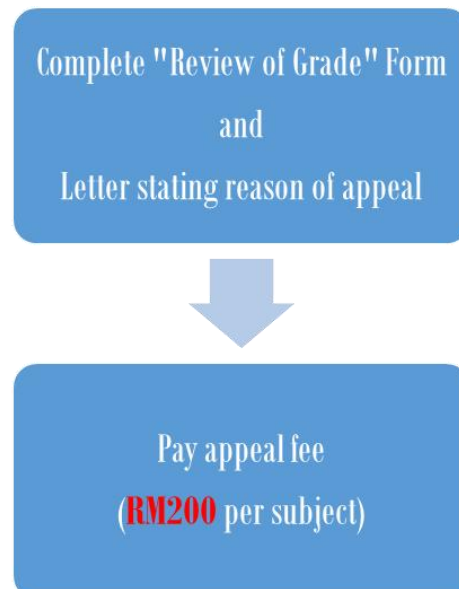 Complete "Review of Grade" Form
and
Letter stating reason of appeal
Pay appeal fee
(RM200 per subject)